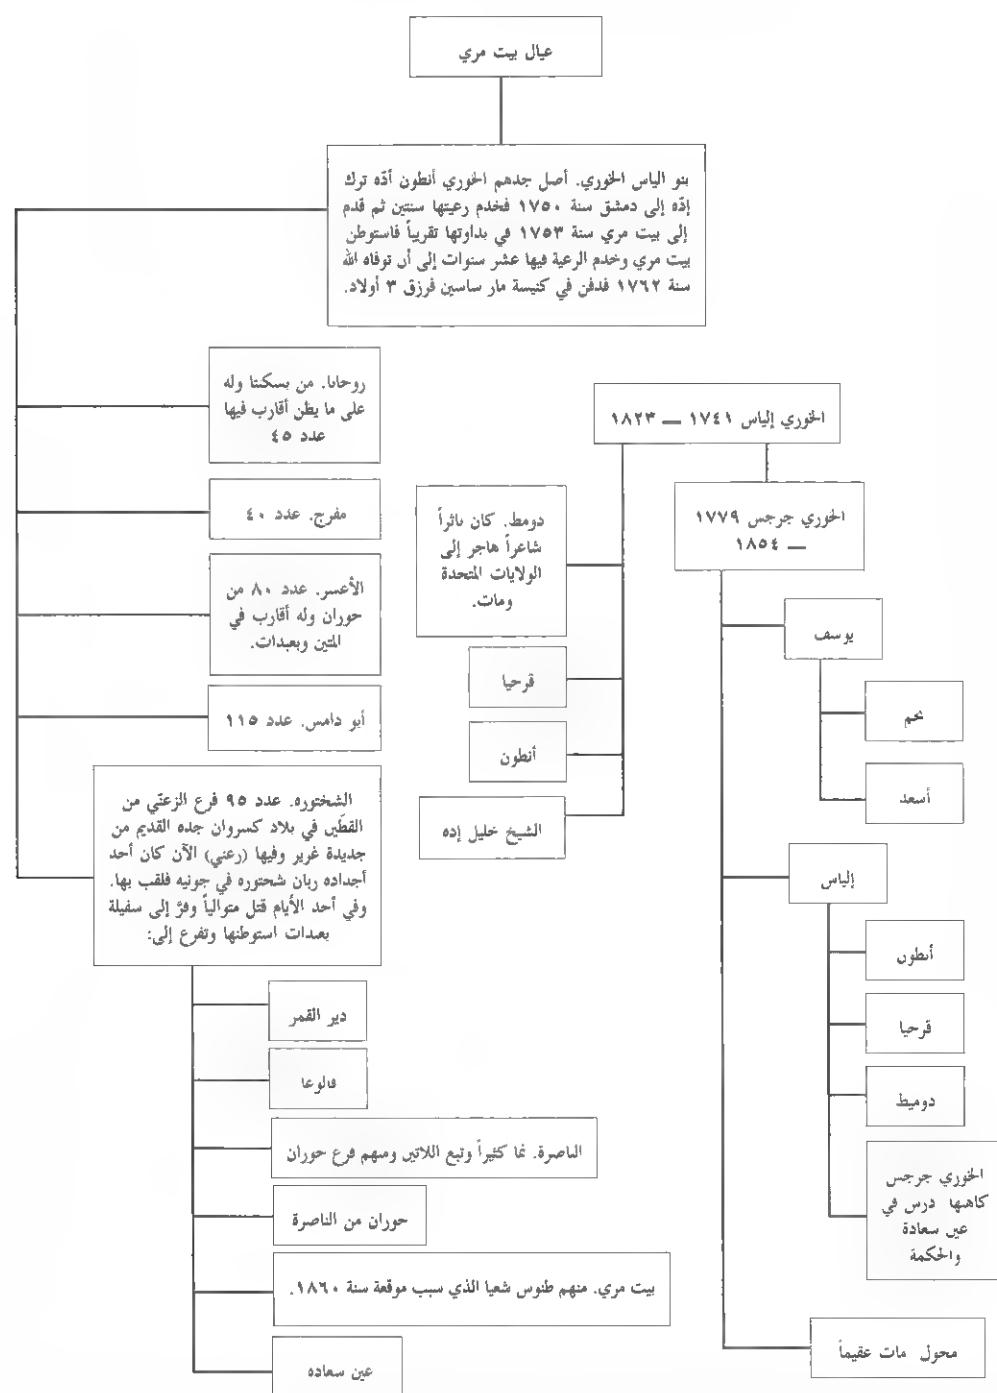 عيال بيت مري
بنو الياس الخوري. أصل جدهم الخوري أنطون أدّه ترك
إدّه إلى دمشق سنة ١٧٥٠ فخدم رعيتها سنتين ثم قدم
إلى بيت مري سنة ١٧٥٣ في بداوتها تقريباً فاستوطن
بيت مري وخدم الرعية فيها عشر سنوات إلى أن توفاه الله
سنة ١٧٦٢ فدفن في كنيسة مار ساسين فرزق ٣ أولاد.
الخوري إلياس ١٧٤١ — ١٨٢٣
الخوري جرجس ١٧٧٩
— ١٨٥٤
يوسف
نجم
أسعد
إلياس
أنطون
قرحيا
دوميط
الخوري جرجس
كاهنها درس في
عين سعادة
والحكمة
محول مات عقيماً
دومط. كان ناثراً
شاعراً هاجر إلى
الولايات المتحدة
ومات.
قرحيا
أنطون
الشيخ خليل إده
روحانا. من بسكنتا وله
على ما يظن أقارب فيها
عدد ٤٥
مفرج. عدد ٤٠
الأعسر. عدد ٨٠ من
حوران وله أقارب في
المتين وبعبدات.
أبو دامس. عدد ١١٥
الشختوره. عدد ٩٥ فرع الزعتي من
القطّين في بلاد كسروان جده القديم من
جديدة غرير وفيها (رعني) الآن كان أحد
أجداده ربان شحتوره في جونيه فلقب بها.
وفي أحد الأيام قتل متوالياً وفرّ إلى سفيلة
بعبدات استوطنها وتفرع إلى:
دير القمر
فالوغا
الناصرة. نما كثيراً وتبع اللاتين ومنهم فرع حوران
حوران من الناصرة
بيت مري. منهم طنوس شعيا الذي سبب موقعة سنة ١٨٦٠.
عين سعاده